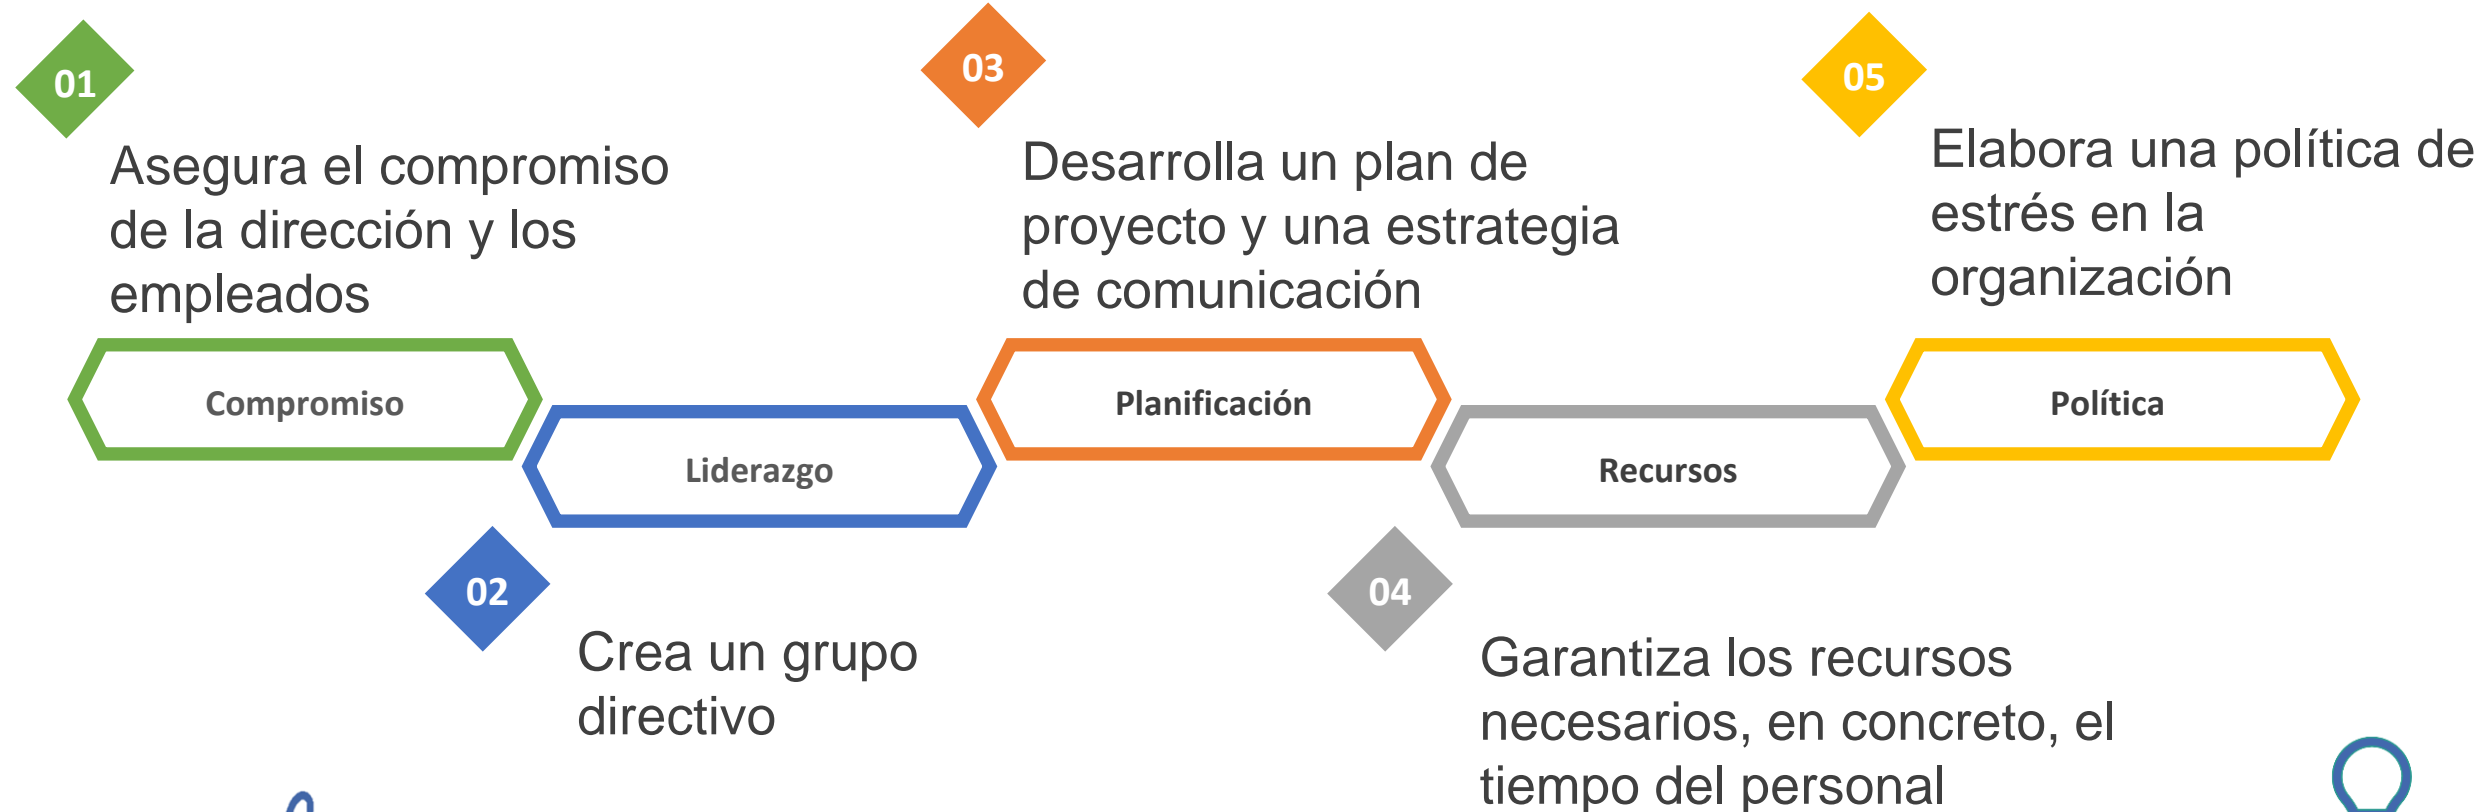 01
Asegura el compromiso
de la dirección y los
empleados
Compromiso
02
Liderazgo
Crea un grupo
directivo
03
Desarrolla un plan de
proyecto y una estrategia
de comunicación
Planificación
04
Recursos
Garantiza los recursos
necesarios, en concreto, el
tiempo del personal
05
Elabora una política de
estrés en la
organización
Política